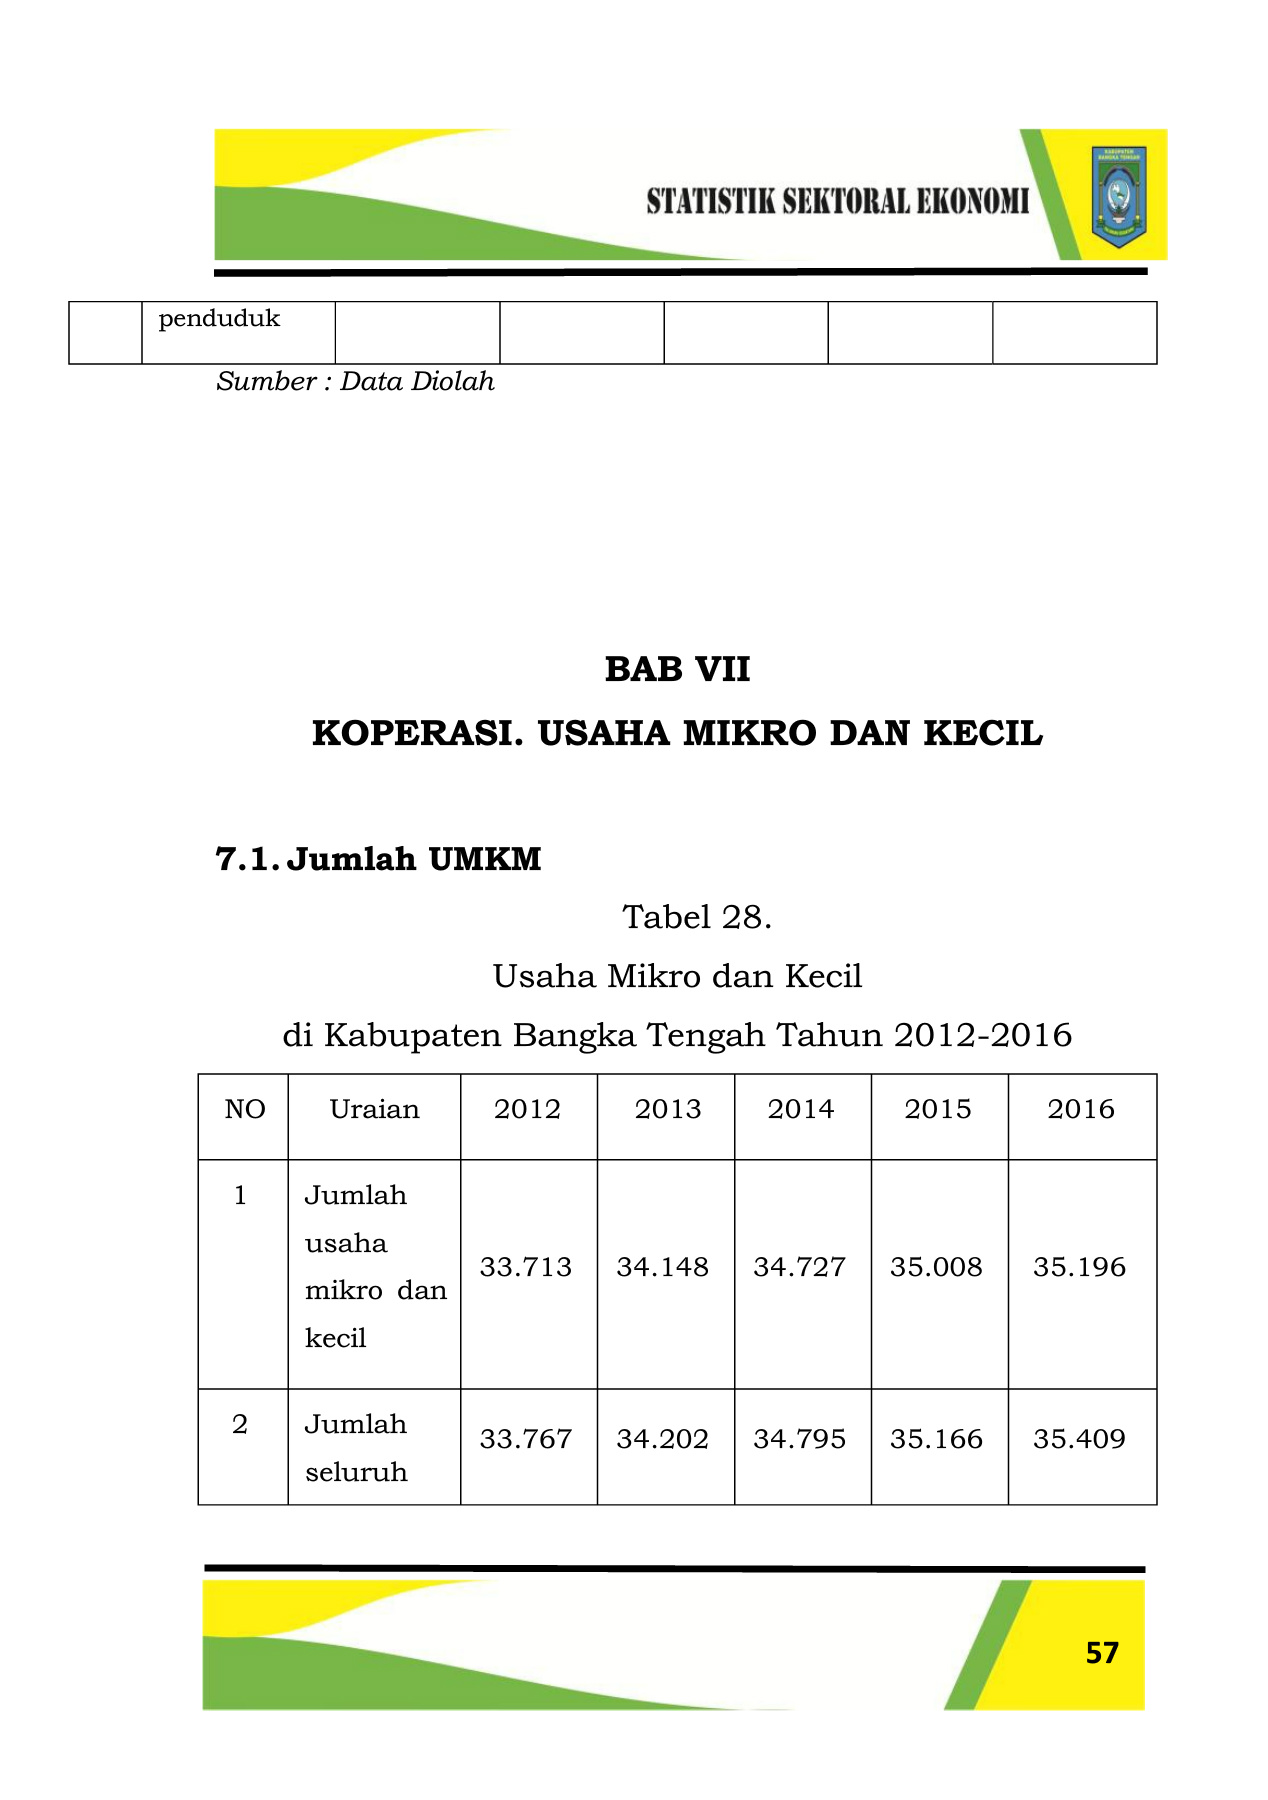 STATISTIK SEKTORAL EKONOMI
KABUPATEN
BANGKA TENGAH
penduduk
Sumber : Data Diolah
BAB VII
KOPERASI. USAHA MIKRO DAN KECIL
7.1. Jumlah UMKM
Tabel 28.
Usaha Mikro dan Kecil
di Kabupaten Bangka Tengah Tahun 2012-2016
NO Uraian 2012 2013 2014 2015 2016
1 Jumlah
usaha
mikro dan
kecil
33.713 34.148 34.727 35.008 35.196
2 Jumlah
seluruh
33.767 34.202 34.795 35.166 35.409
57